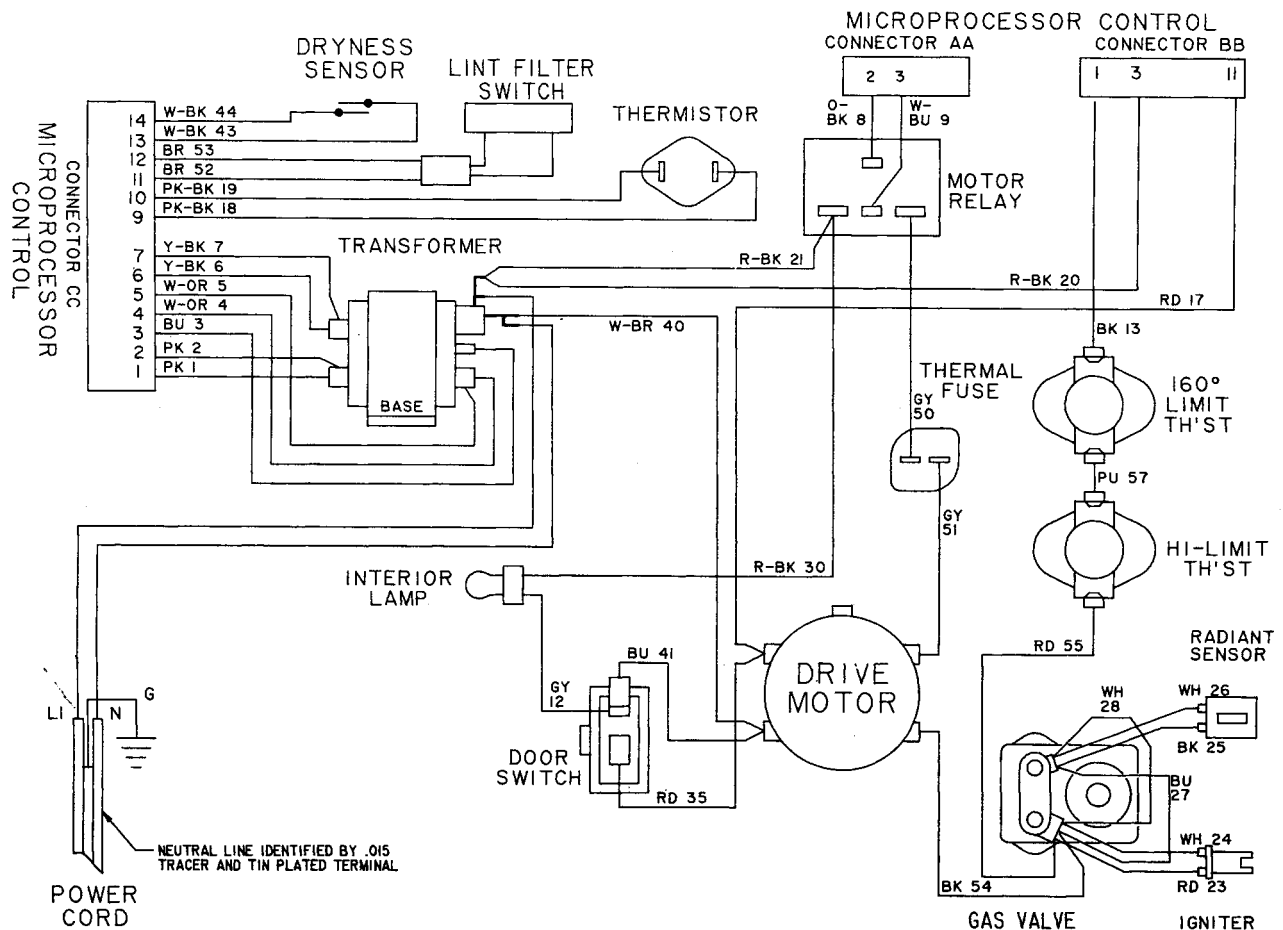 MICROPROCESSOR CONTROL
CONNECTOR AA
CONNECTOR BB
2 3
1 3 11
DRYNESS
SENSOR
LINT FILTER
SWITCH
THERMISTOR
O-
BK 8
W-
BU 9
MOTOR
RELAY
CONNECTOR CC
MICROPROCESSOR
CONTROL
14 W-BK 44
13 W-BK 43
12 BR 53
11 BR 52
10 PK-BK 19
9 PK-BK 18
7 Y-BK 7
6 Y-BK 6
5 W-OR 5
4 W-OR 4
3 BU 3
2 PK 2
1 PK 1
TRANSFORMER
BASE
R-BK 21
R-BK 20
RD 17
W-BR 40
BK 13
THERMAL
FUSE
GY
50
160°
LIMIT
TH'ST
PU 57
GY
51
HI-LIMIT
TH'ST
INTERIOR
LAMP
R-BK 30
RD 55
RADIANT
SENSOR
BU 41
GY
12
DRIVE
MOTOR
WH
28
WH 26
BK 25
L1 N G
DOOR
SWITCH
RD 35
BU
27
WH 24
RD 23
BK 54
NEUTRAL LINE IDENTIFIED BY .015
TRACER AND TIN PLATED TERMINAL
POWER
CORD
GAS VALVE
IGNITER